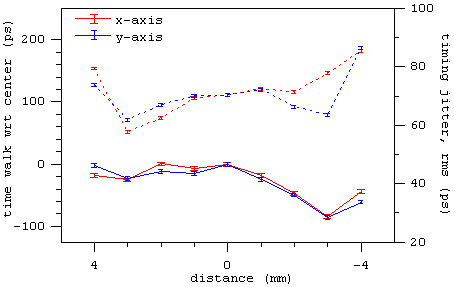 x-axis
y-axis
time walk wrt center (ps)
200
100
0
-100
timing jitter, rms (ps)
100
80
60
40
20
4
2
0
-2
-4
distance (mm)